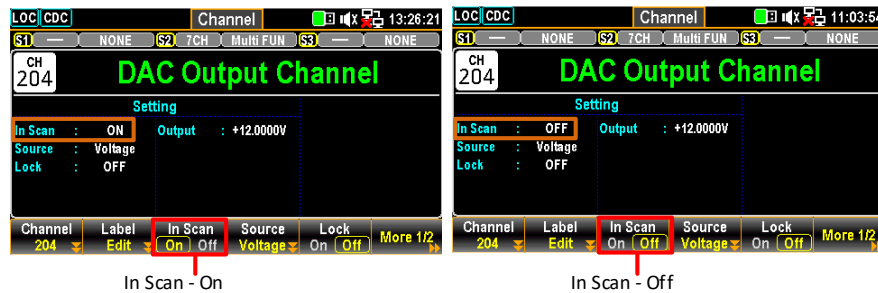 LOC CDC Channel 13:26:21
S1 — NONE S2 7CH Multi FUN S3 — NONE
CH
204
DAC Output Channel
Setting
In Scan : ON Output : +12.0000V
Source : Voltage
Lock : OFF
Channel Label In Scan Source Lock More 1/2
204 Edit On Off Voltage On Off
In Scan - On
LOC CDC Channel 11:03:54
S1 — NONE S2 7CH Multi FUN S3 — NONE
CH
204
DAC Output Channel
Setting
In Scan : OFF Output : +12.0000V
Source : Voltage
Lock : OFF
Channel Label In Scan Source Lock More 1/2
204 Edit On Off Voltage On Off
In Scan - Off